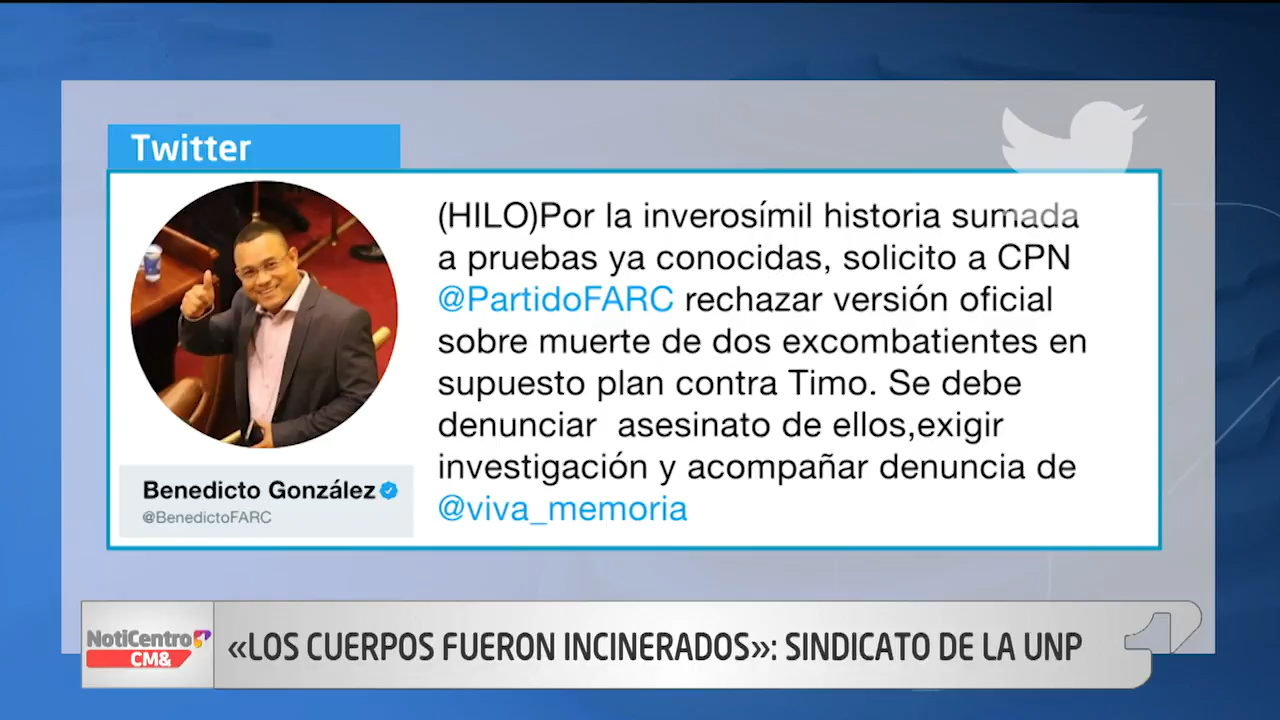 Twitter
(HILO)Por la inverosímil historia sumada
a pruebas ya conocidas, solicito a CPN
@PartidoFARC rechazar versión oficial
sobre muerte de dos excombatientes en
supuesto plan contra Timo. Se debe
denunciar  asesinato de ellos,exigir
investigación y acompañar denuncia de
@viva_memoria
Benedicto González
@BenedictoFARC
NotiCentro 1
CM&
«LOS CUERPOS FUERON INCINERADOS»: SINDICATO DE LA UNP
1